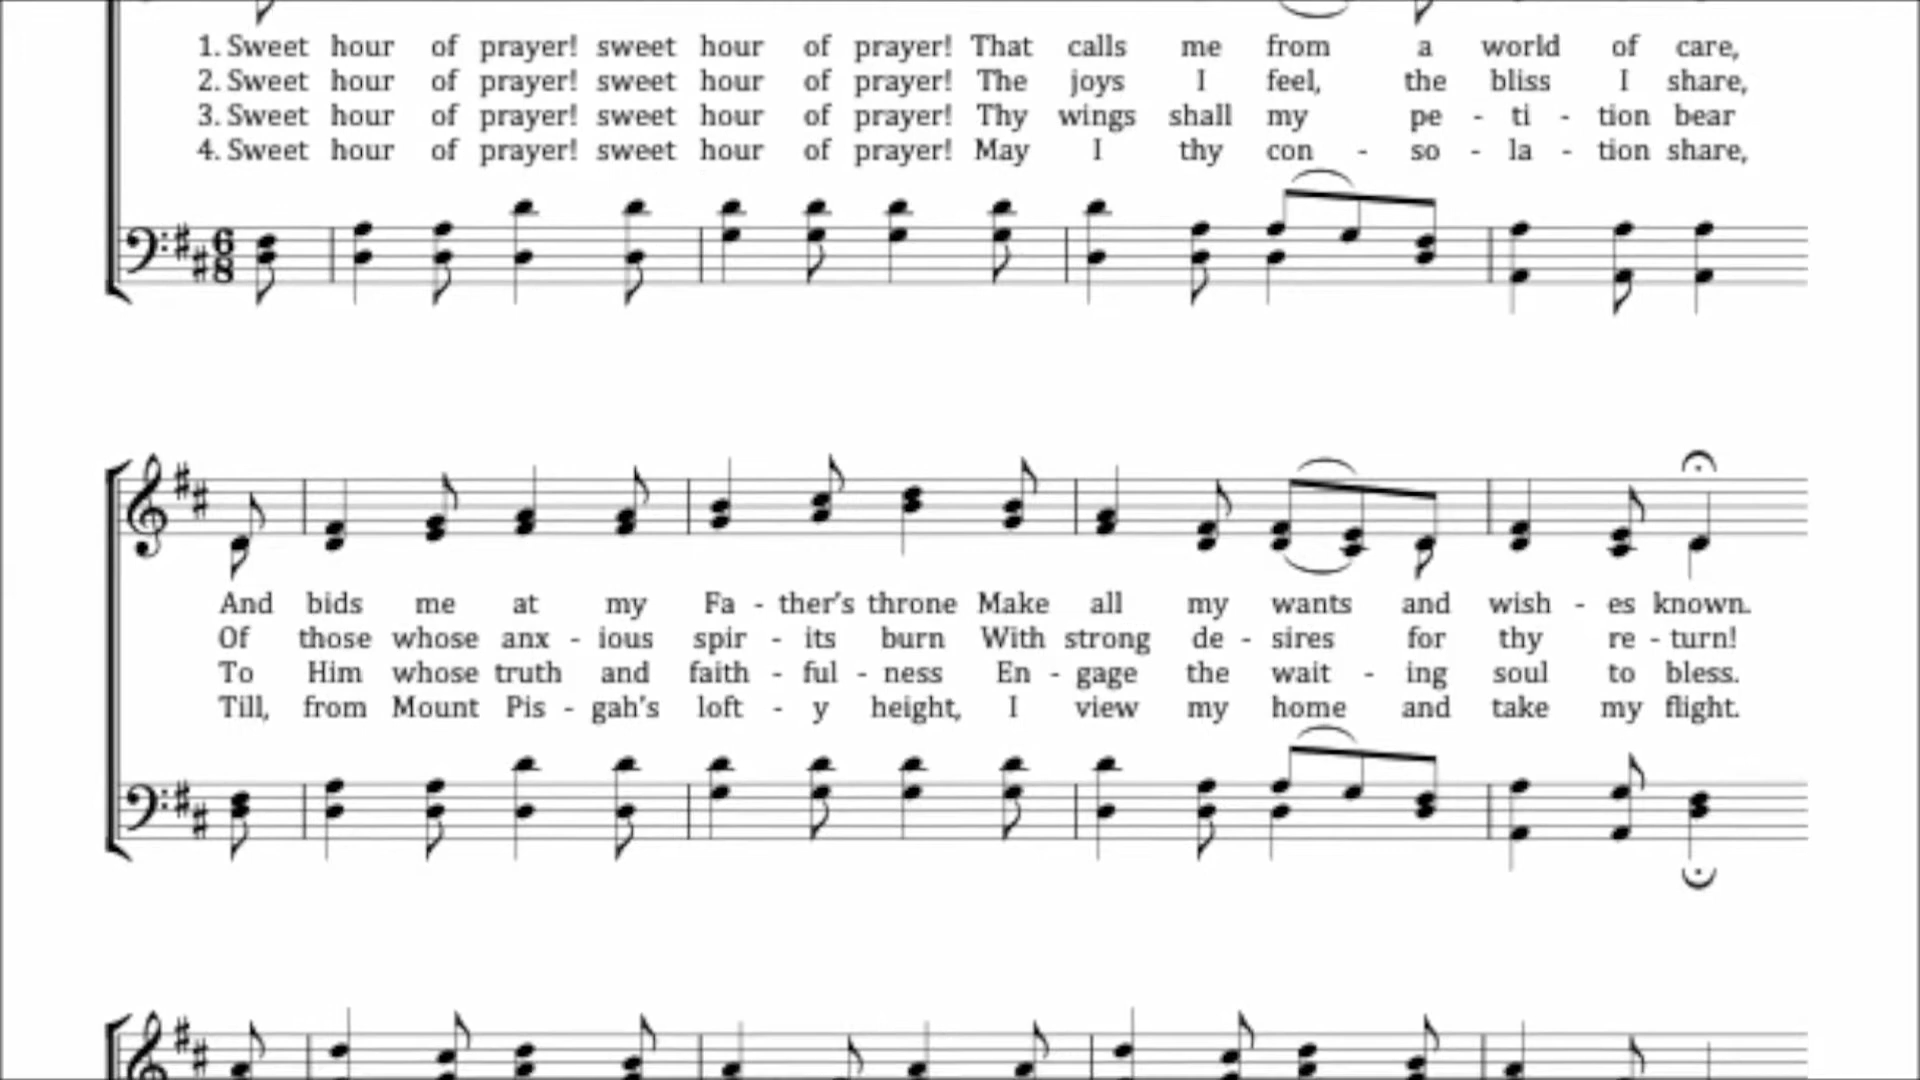 1. Sweet hour of prayer! sweet hour of prayer! That calls me from a world of care,
2. Sweet hour of prayer! sweet hour of prayer! The joys I feel, the bliss I share,
3. Sweet hour of prayer! sweet hour of prayer! Thy wings shall my pe - ti - tion bear
4. Sweet hour of prayer! sweet hour of prayer! May I thy con - so - la - tion share,
6
8
And bids me at my Fa - ther's throne Make all my wants and wish - es known.
Of those whose anx - ious spir - its burn With strong de - sires for thy re - turn!
To Him whose truth and faith - ful - ness En - gage the wait - ing soul to bless.
Till, from Mount Pis - gah's loft - y height, I view my home and take my flight.